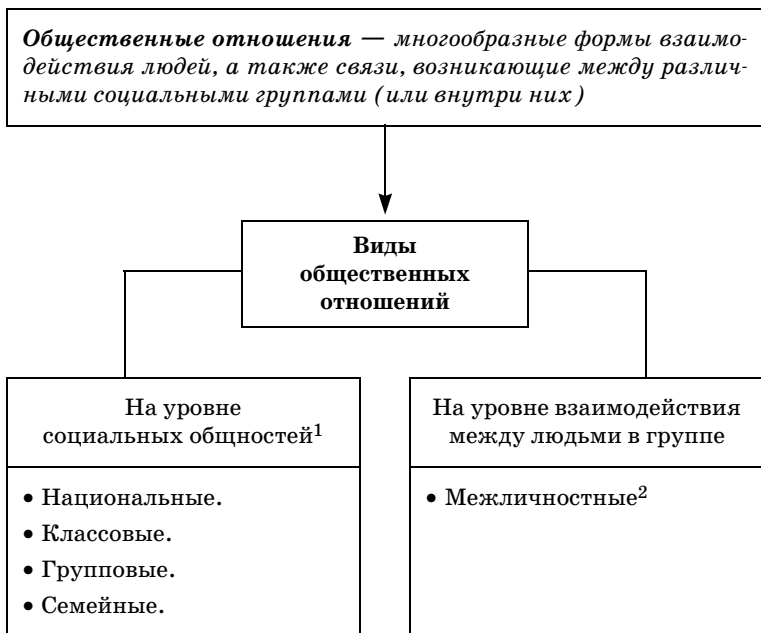 Общественные отношения — многообразные формы взаимо-
действия людей, а также связи, возникающие между различ-
ными социальными группами (или внутри них)
Виды
общественных
отношений
На уровне
социальных общностей1
• Национальные.
• Классовые.
• Групповые.
• Семейные.
На уровне взаимодействия
между людьми в группе
• Межличностные2